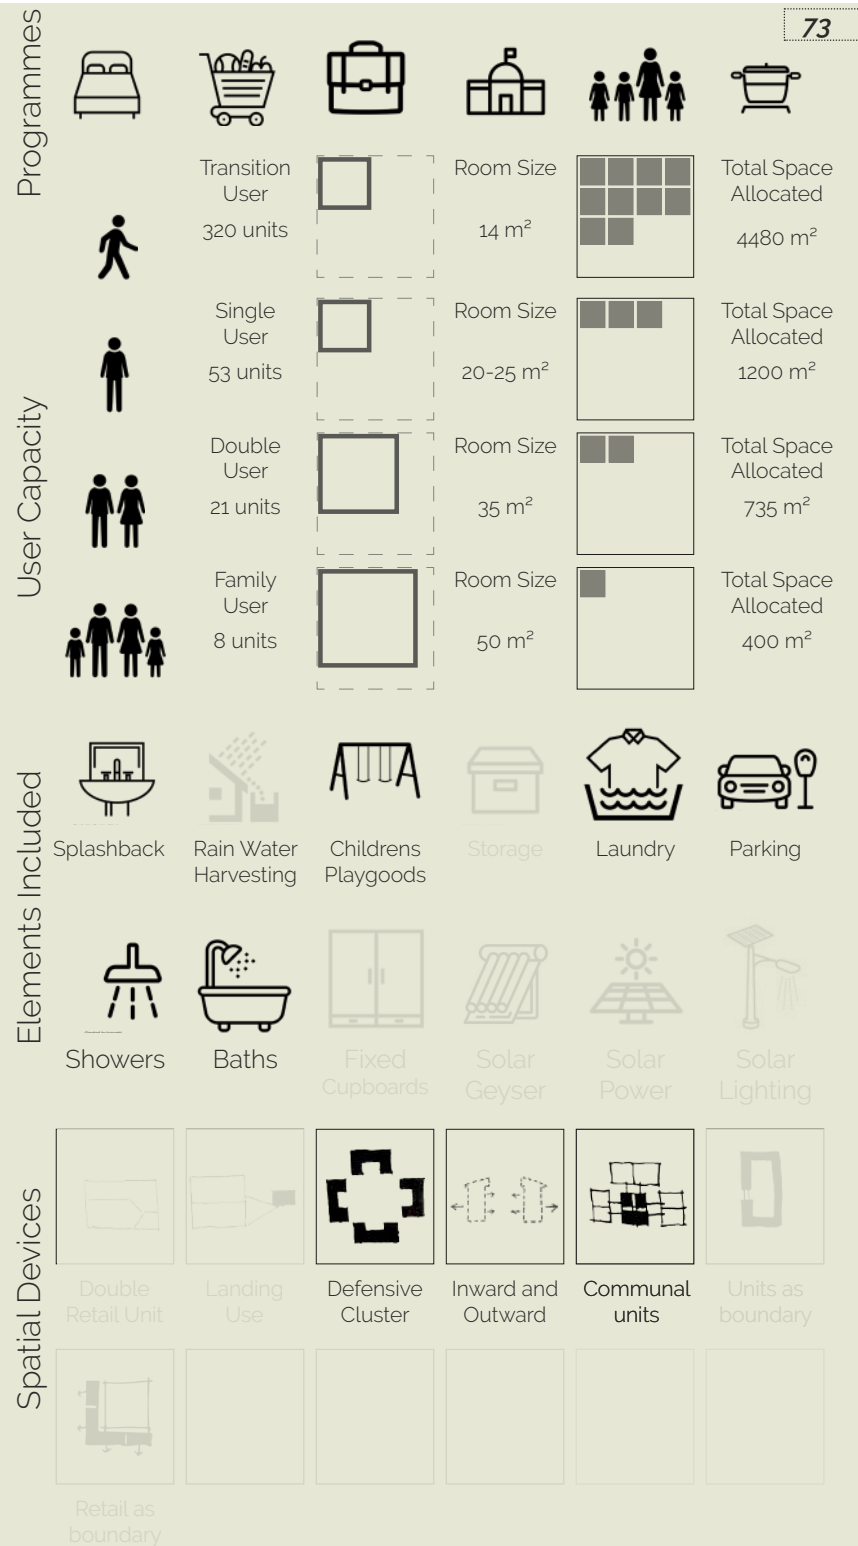 73
Programmes
User Capacity
Transition
User
320 units
Room Size
14 m²
Total Space
Allocated
4480 m²
Single
User
53 units
Room Size
20-25 m²
Total Space
Allocated
1200 m²
Double
User
21 units
Room Size
35 m²
Total Space
Allocated
735 m²
Family
User
8 units
Room Size
50 m²
Total Space
Allocated
400 m²
Elements Included
Splashback
Rain Water
Harvesting
Childrens
Playgoods
Storage
Laundry
Parking
Showers
Baths
Fixed
Cupboards
Solar
Geyser
Solar
Power
Solar
Lighting
Spatial Devices
Double
Retail Unit
Landing
Use
Defensive
Cluster
Inward and
Outward
Communal
units
Units as
boundary
Retail as
boundary